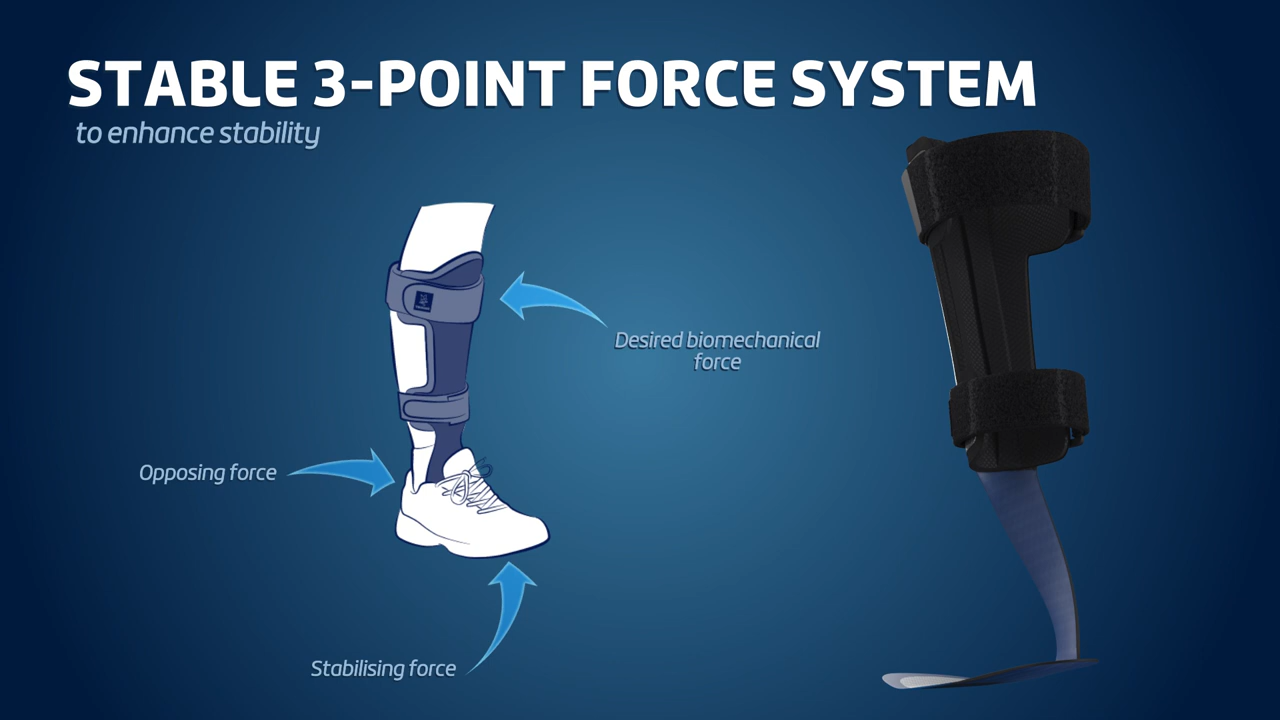 STABLE 3-POINT FORCE SYSTEM
to enhance stability
Desired biomechanical
force
Opposing force
Stabilising force